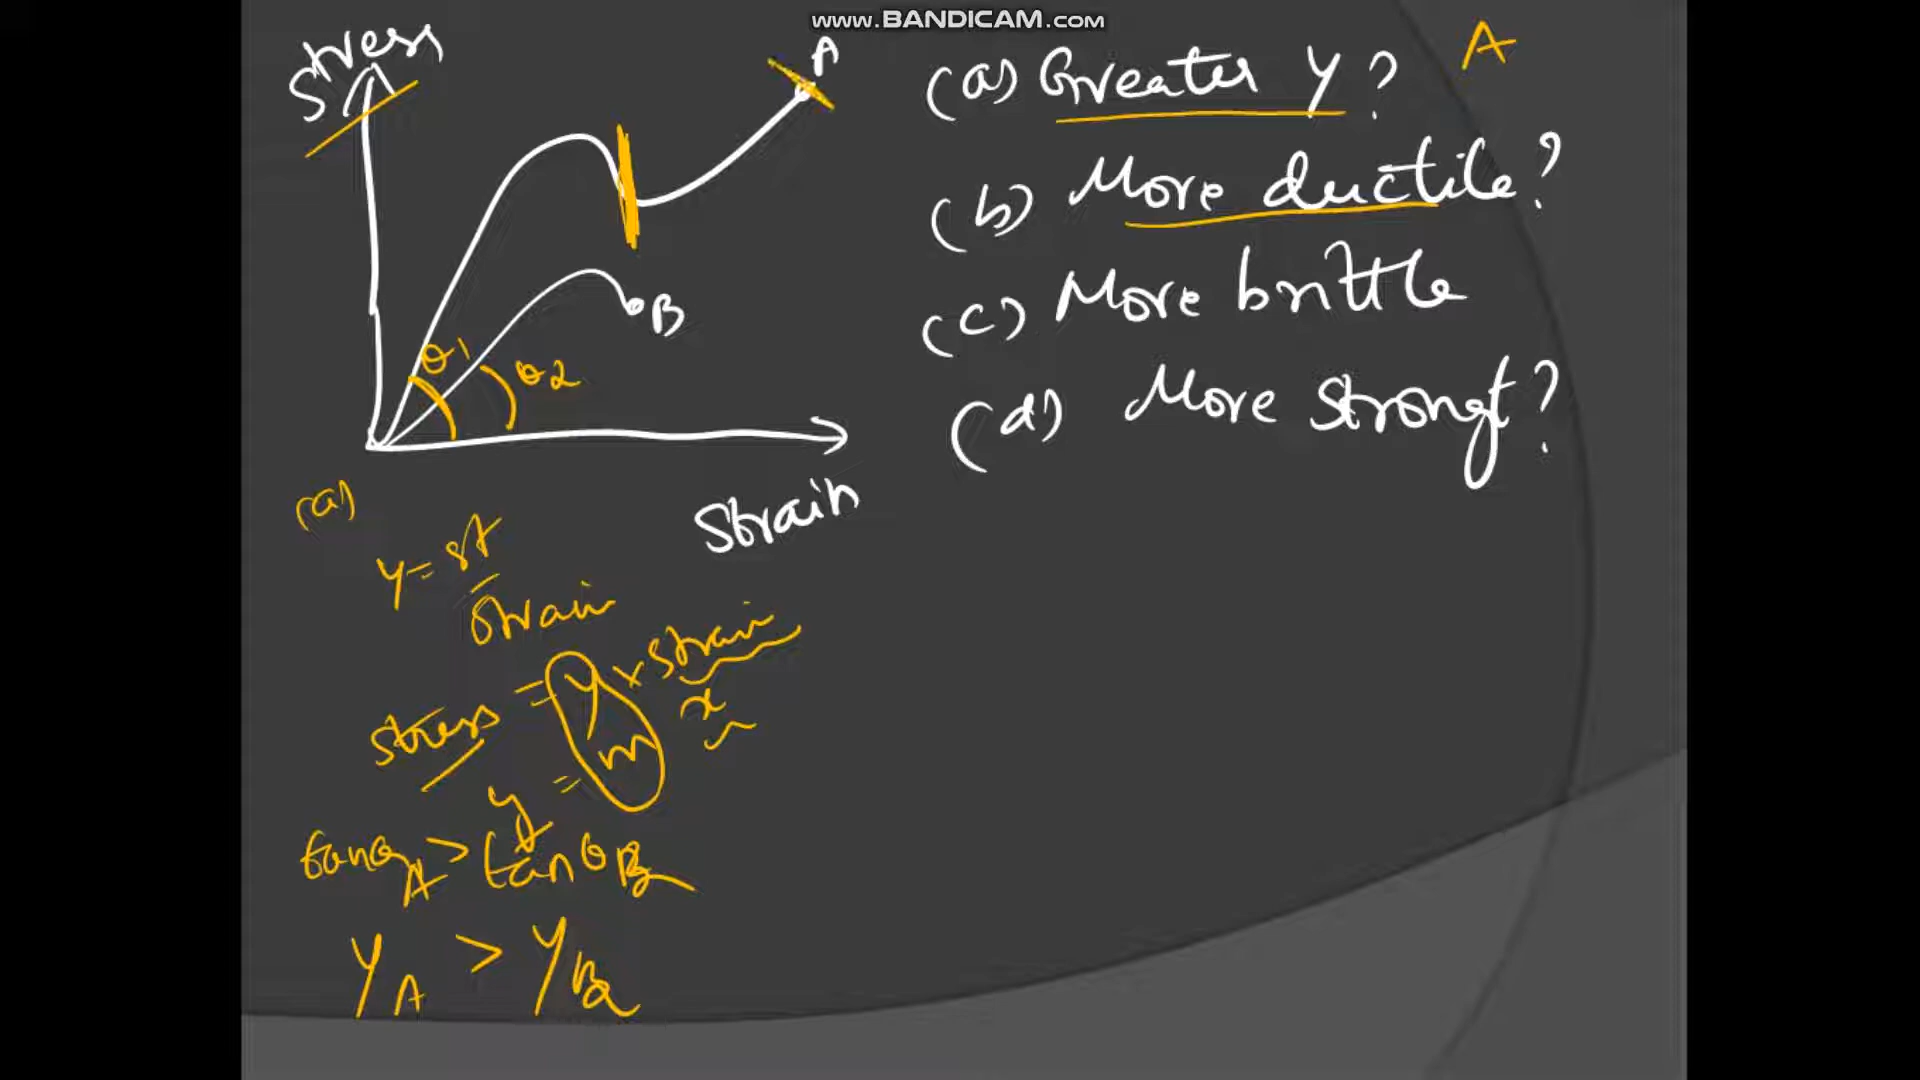 www.BANDICAM.com
Stress
A
(a) Greater Y? A
(b) More ductile?
B
(c) More brittle
θ1
θ2
(d) More strong?
Strain
(a)
Y = st
strain
stress = Y × strain
y = m x
tanθA > tanθB
YA > YB